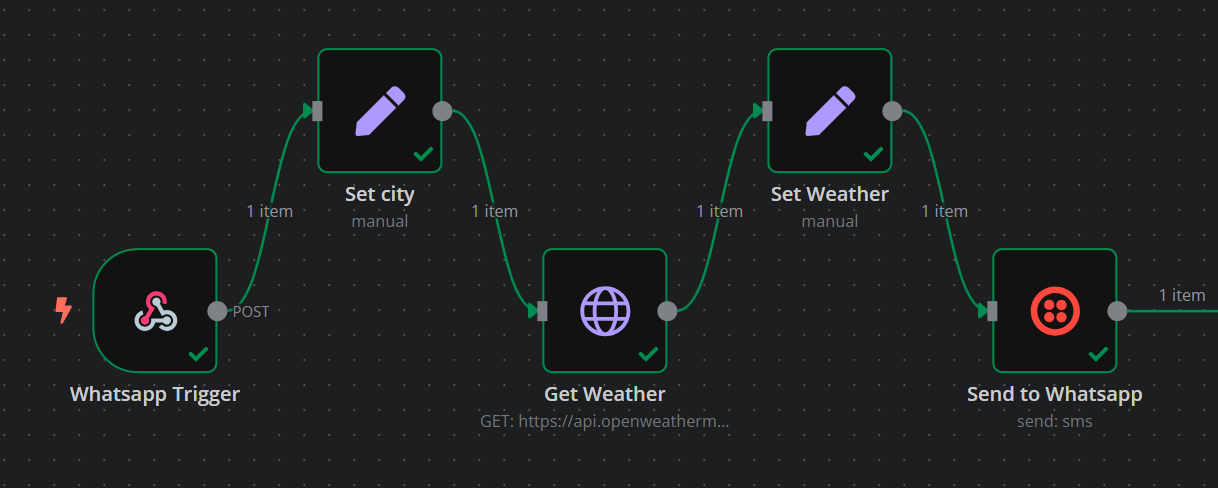 Set city
manual
Set Weather
manual
1 item
1 item
1 item
1 item
1 item
POST
Whatsapp Trigger
Get Weather
GET: https://api.openweatherm...
Send to Whatsapp
send: sms